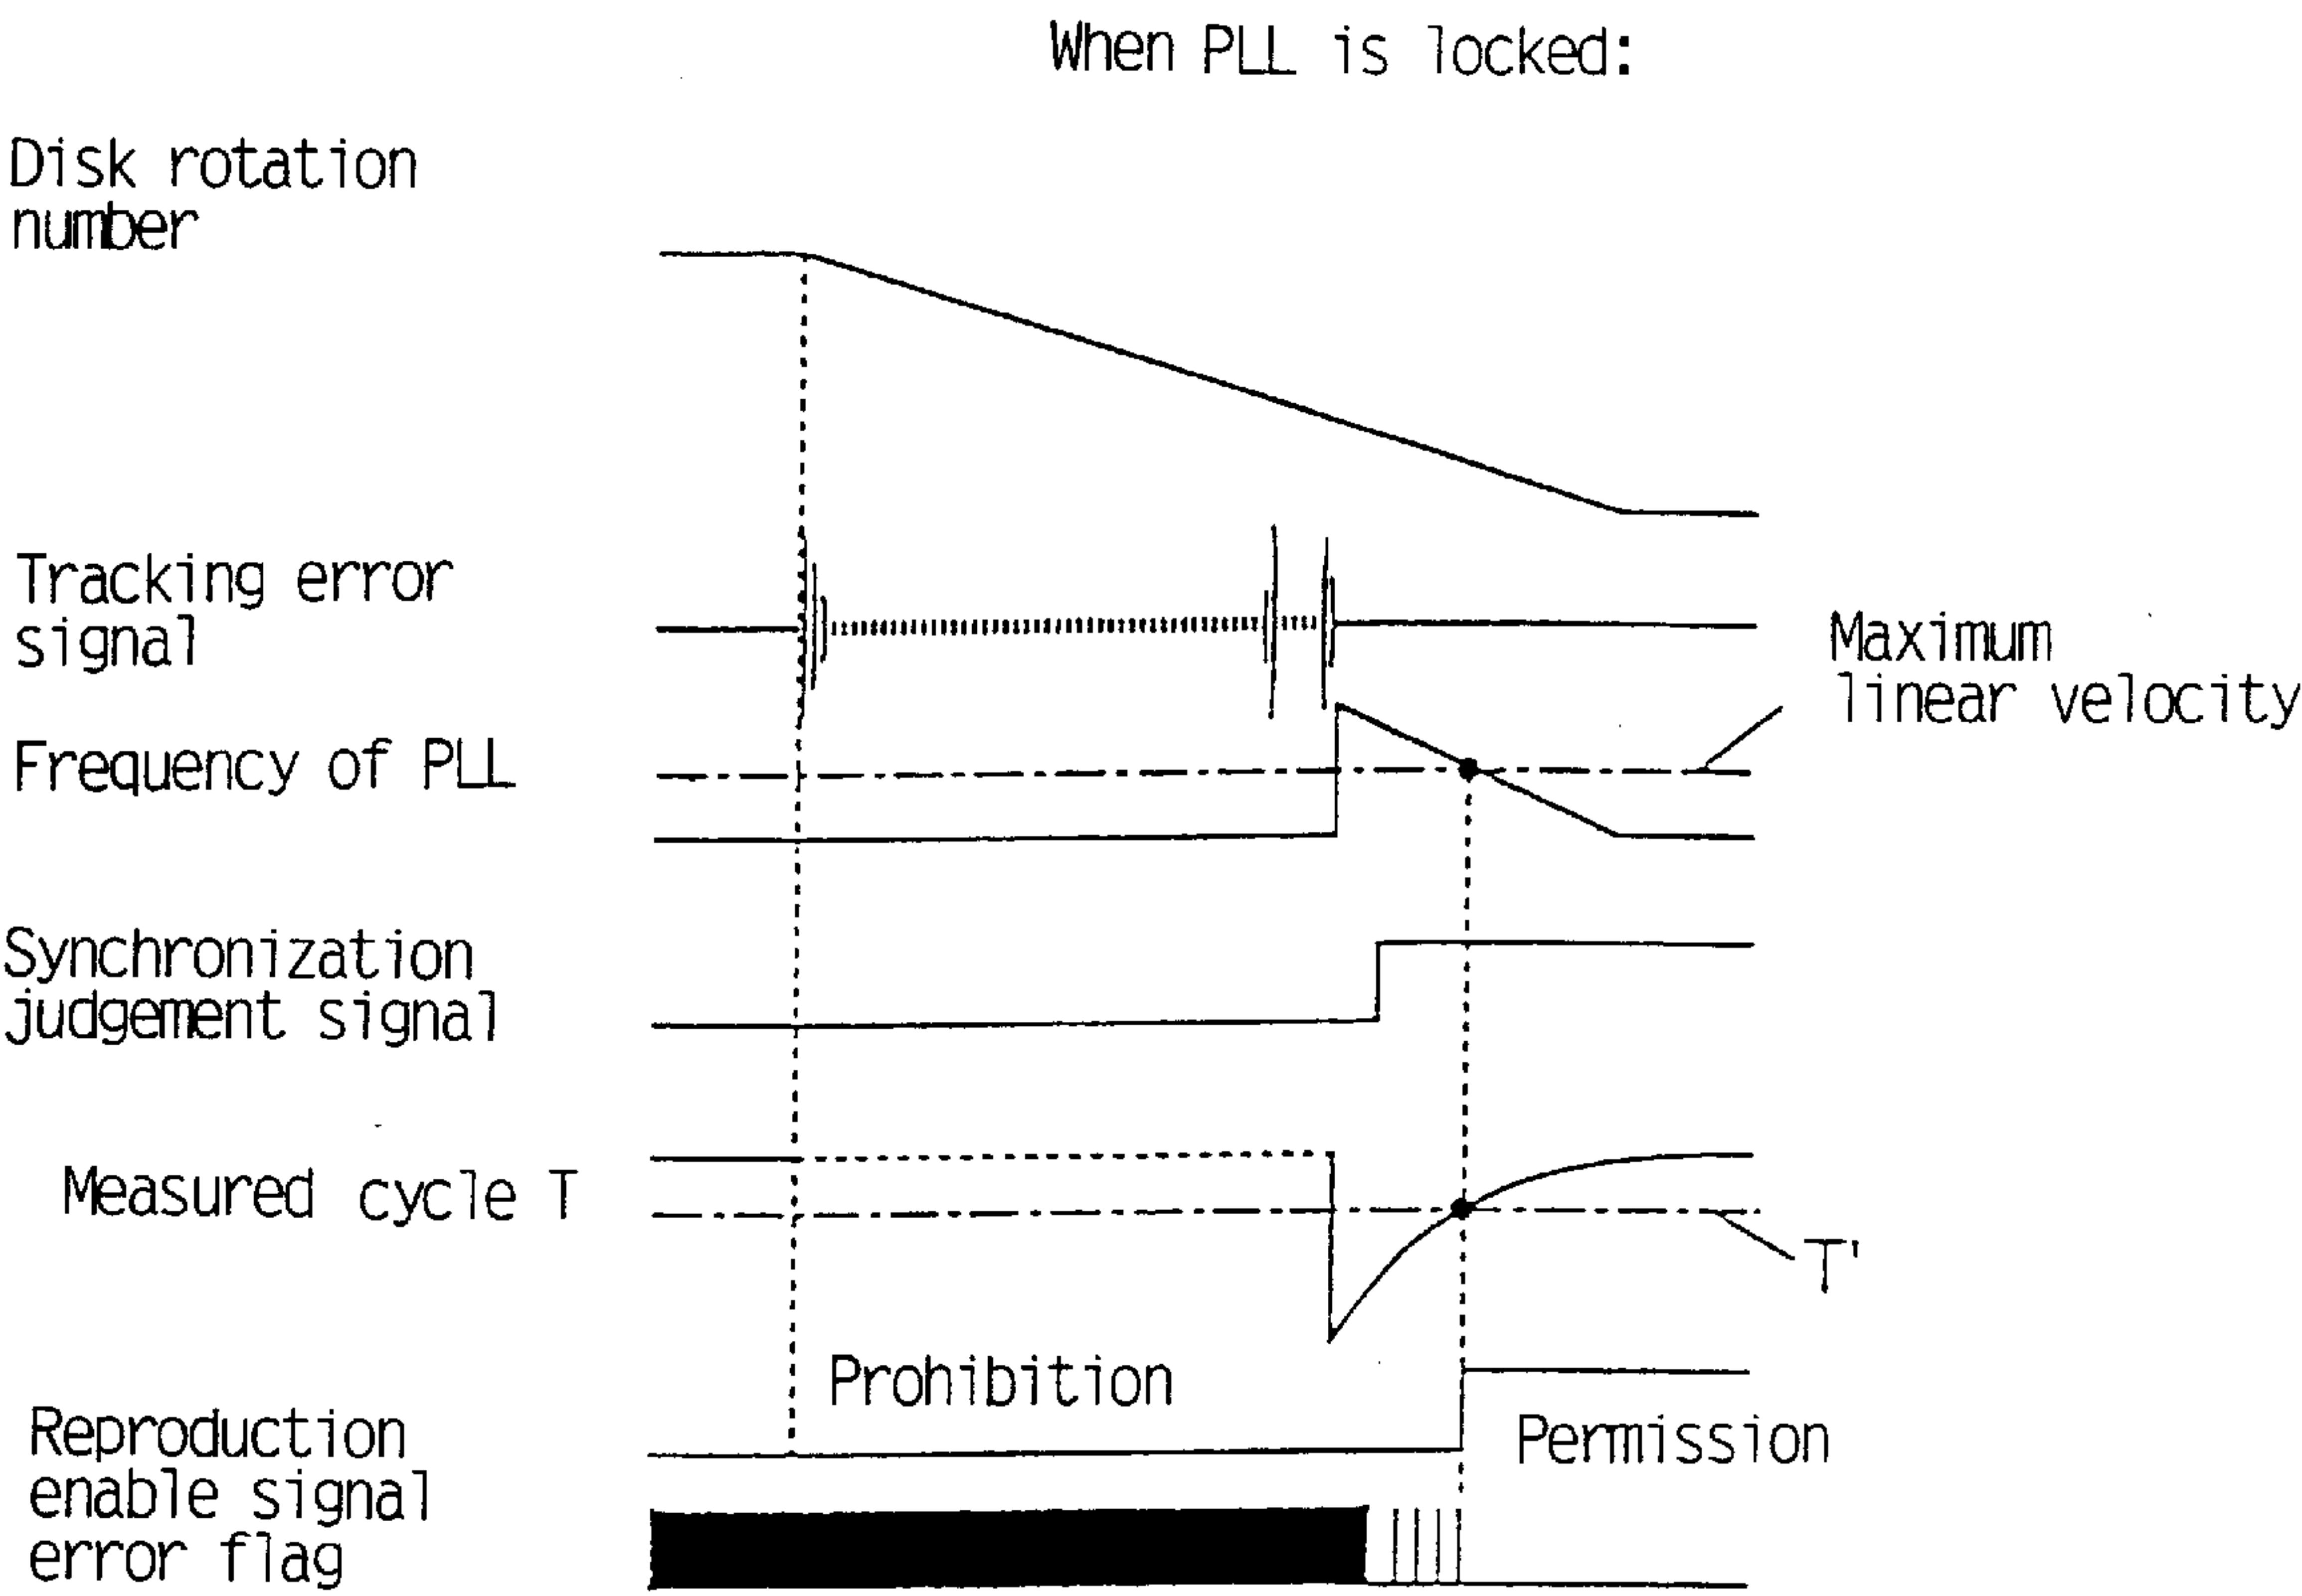 When PLL is locked:
Disk rotation
number
Tracking error
signal
Maximum
linear velocity
Frequency of PLL
Synchronization
judgement signal
Measured cycle T
T'
Prohibition
Reproduction
enable signal
Permission
error flag